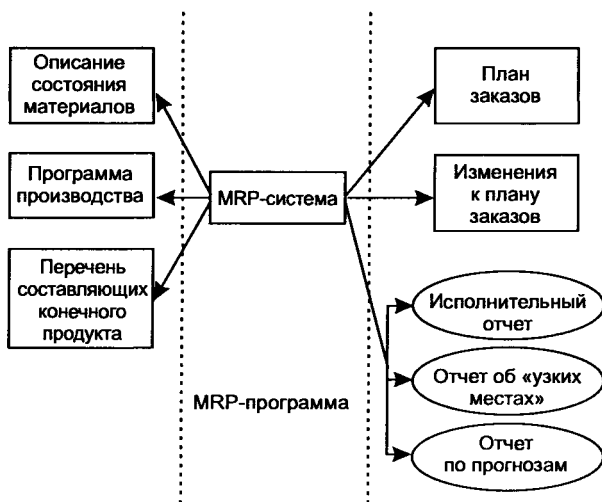 Описание
состояния
материалов
Программа
производства
Перечень
составляющих
конечного
продукта
MRP-система
MRP-программа
План
заказов
Изменения
к плану
заказов
Исполнительный
отчет
Отчет об «узких
местах»
Отчет
по прогнозам